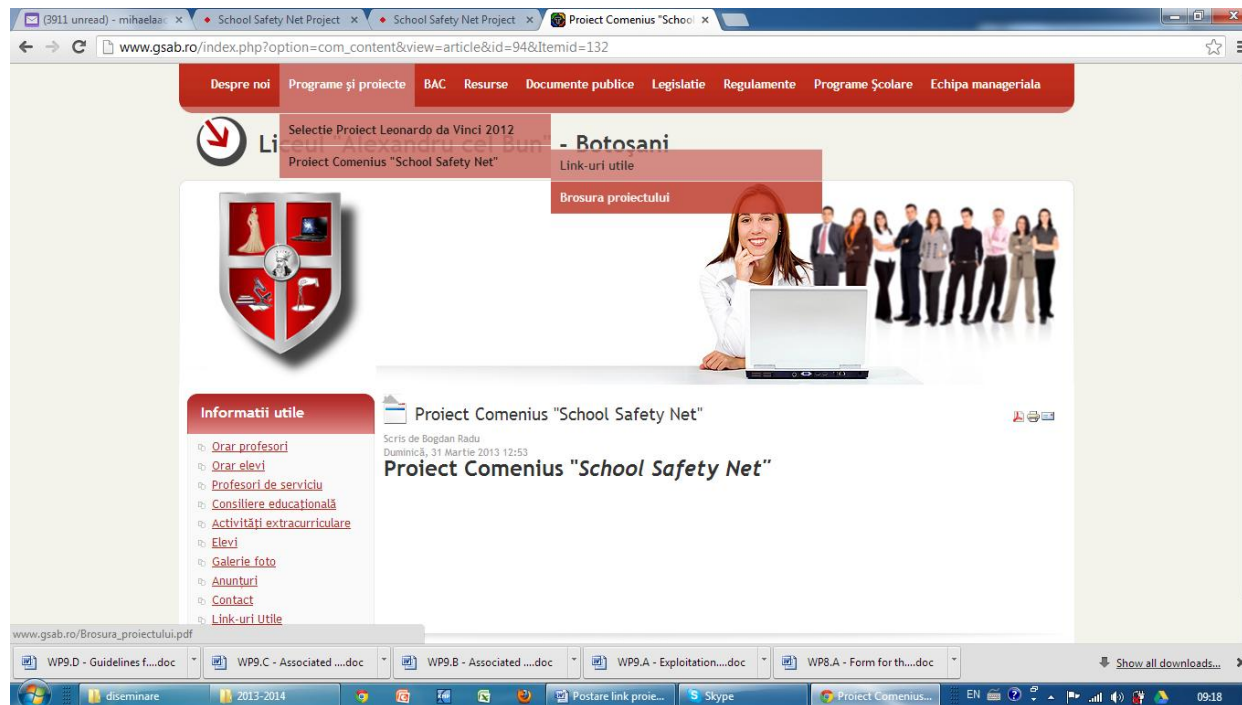 (3911 unread) - mihaelaac
School Safety Net Project
School Safety Net Project
Proiect Comenius "School
www.gsab.ro/index.php?option=com_content&view=article&id=94&Itemid=132
Despre noi Programe și proiecte BAC Resurse Documente publice Legislatie Regulamente Programe Școlare Echipa manageriala
Selectie Proiect Leonardo da Vinci 2012
Liceul "Alexandru cel Bun" - Botoșani
Proiect Comenius "School Safety Net"
Link-uri utile
Brosura proiectului
Informatii utile
Orar profesori
Orar elevi
Profesori de serviciu
Consiliere educațională
Activități extracurriculare
Elevi
Galerie foto
Anunțuri
Contact
Link-uri Utile
Proiect Comenius "School Safety Net"
Scris de Bogdan Radu
Duminică, 31 Martie 2013 12:53
Proiect Comenius "School Safety Net"
www.gsab.ro/Brosura_proiectului.pdf
WP9.D - Guidelines f....doc
WP9.C - Associated ....doc
WP9.B - Associated ....doc
WP9.A - Exploitation....doc
WP8.A - Form for th....doc
Show all downloads...
diseminare
2013-2014
Postare link proie...
Skype
Proiect Comenius...
EN
09:18